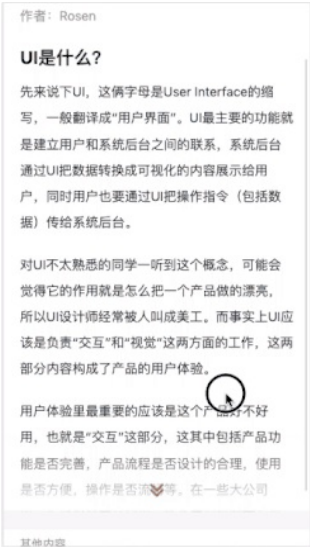 作者：Rosen
UI是什么？
先来说下UI，这俩字母是User Interface的缩
写，一般翻译成“用户界面”。UI最主要的功能就
是建立用户和系统后台之间的联系，系统后台
通过UI把数据转换成可视化的内容展示给用
户，同时用户也要通过UI把操作指令（包括数
据）传给系统后台。
对UI不太熟悉的同学一听到这个概念，可能会
觉得它的作用就是怎么把一个产品做的漂亮，
所以UI设计师经常被人叫成美工。而事实上UI应
该是负责“交互”和“视觉”这两方面的工作，这两
部分内容构成了产品的用户体验。
用户体验里最重要的应该是这个产品好不好
用，也就是“交互”这部分，这其中包括产品功
能是否完善，产品流程是否设计的合理，使用
是否方便，操作是否流等。在一些大公司
其他内容